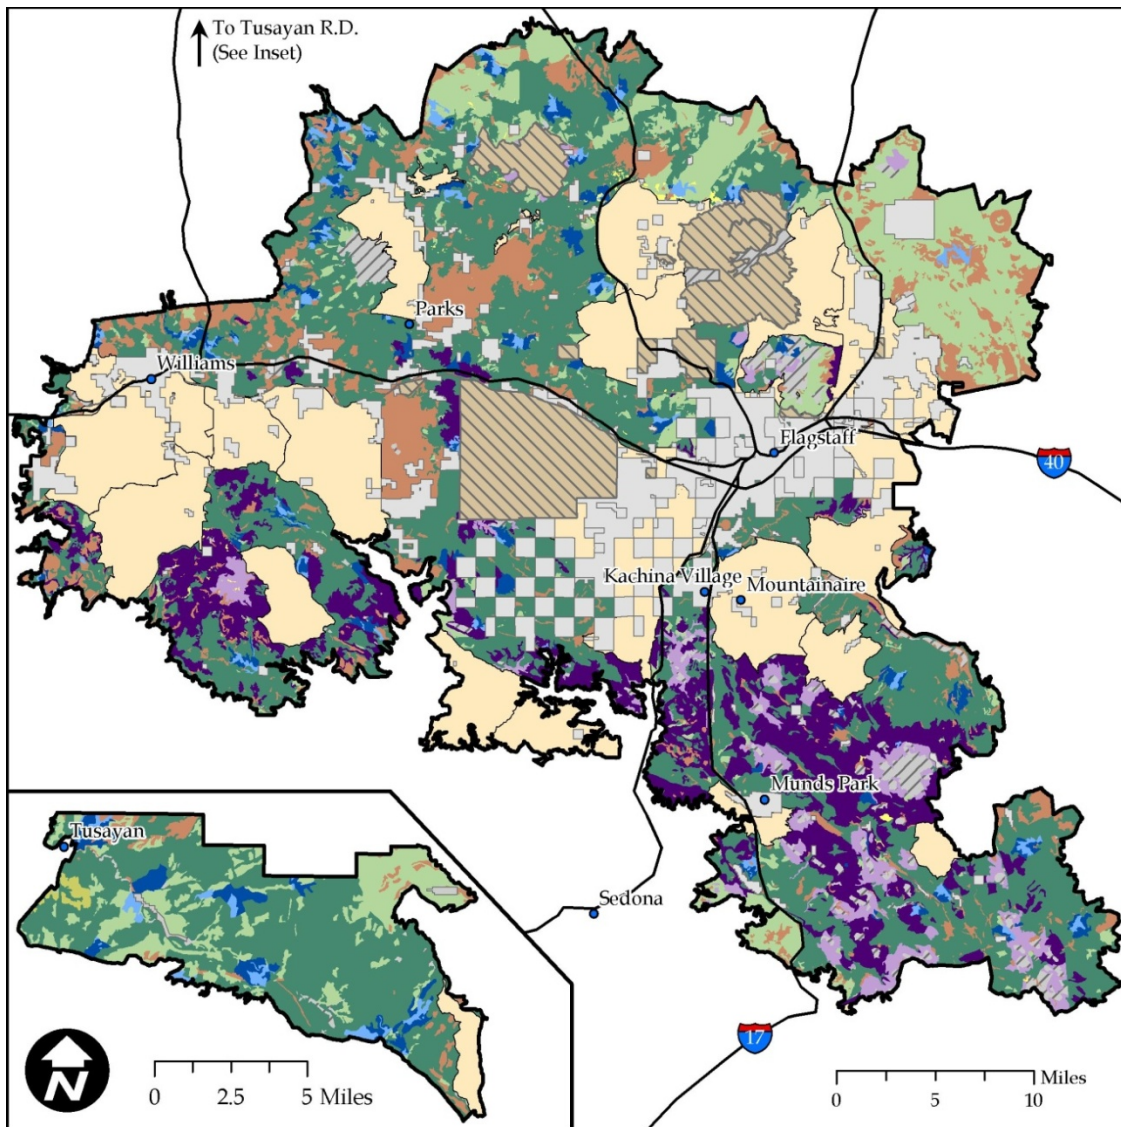 To Tusayan R.D.
(See Inset)
Parks
Williams
Flagstaff
40
Kachina Village
Mountainaire
Munds Park
Tusayan
Sedona
17
N
0 2.5 5 Miles
Miles
0 5 10